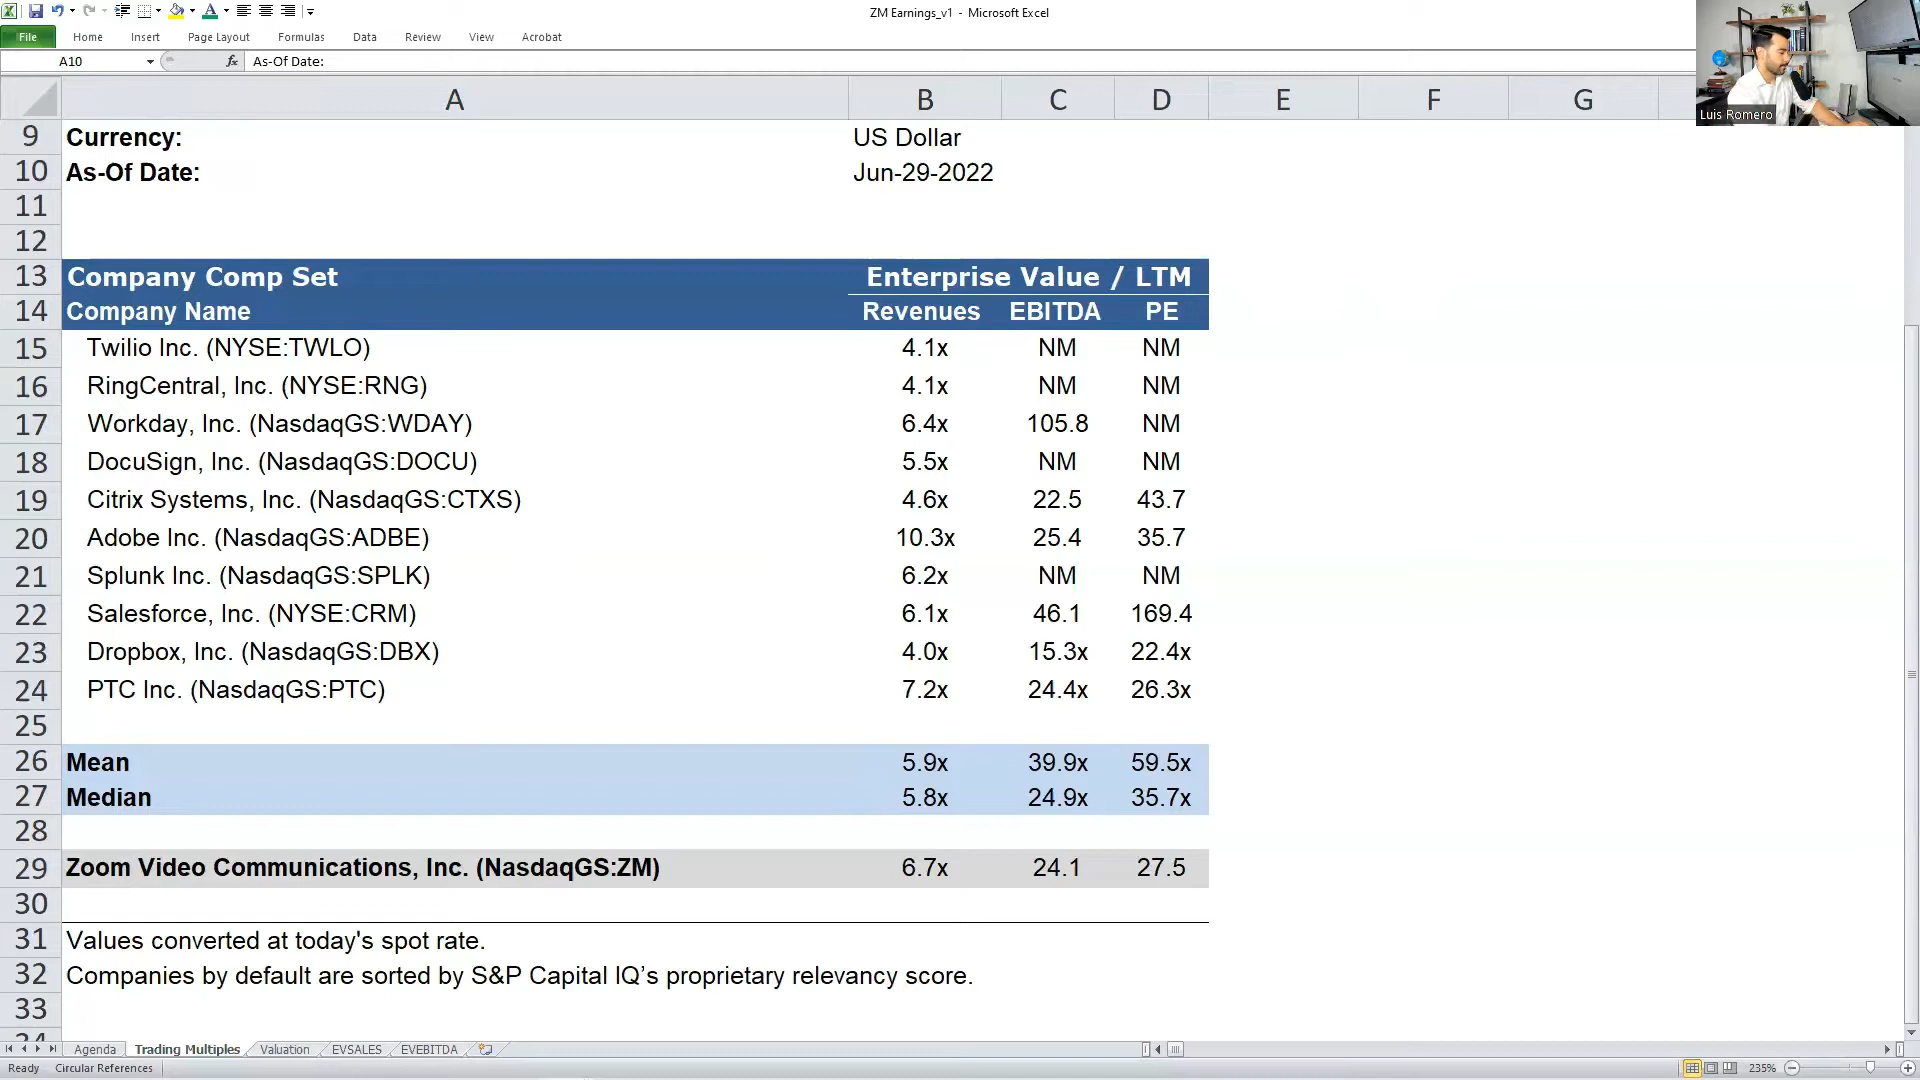 ZM Earnings_v1 - Microsoft Excel
File Home Insert Page Layout Formulas Data Review View Acrobat
A10 fx As-Of Date:
Luis Romero
A B C D E F G
9 Currency: US Dollar
10 As-Of Date: Jun-29-2022
11
12
13 Company Comp Set Enterprise Value / LTM
14 Company Name Revenues EBITDA PE
15 Twilio Inc. (NYSE:TWLO) 4.1x NM NM
16 RingCentral, Inc. (NYSE:RNG) 4.1x NM NM
17 Workday, Inc. (NasdaqGS:WDAY) 6.4x 105.8 NM
18 DocuSign, Inc. (NasdaqGS:DOCU) 5.5x NM NM
19 Citrix Systems, Inc. (NasdaqGS:CTXS) 4.6x 22.5 43.7
20 Adobe Inc. (NasdaqGS:ADBE) 10.3x 25.4 35.7
21 Splunk Inc. (NasdaqGS:SPLK) 6.2x NM NM
22 Salesforce, Inc. (NYSE:CRM) 6.1x 46.1 169.4
23 Dropbox, Inc. (NasdaqGS:DBX) 4.0x 15.3x 22.4x
24 PTC Inc. (NasdaqGS:PTC) 7.2x 24.4x 26.3x
25
26 Mean 5.9x 39.9x 59.5x
27 Median 5.8x 24.9x 35.7x
28
29 Zoom Video Communications, Inc. (NasdaqGS:ZM) 6.7x 24.1 27.5
30
31 Values converted at today's spot rate.
32 Companies by default are sorted by S&P Capital IQ’s proprietary relevancy score.
33
34
Agenda Trading Multiples Valuation EVSALES EVEBITDA
Ready Circular References 235%